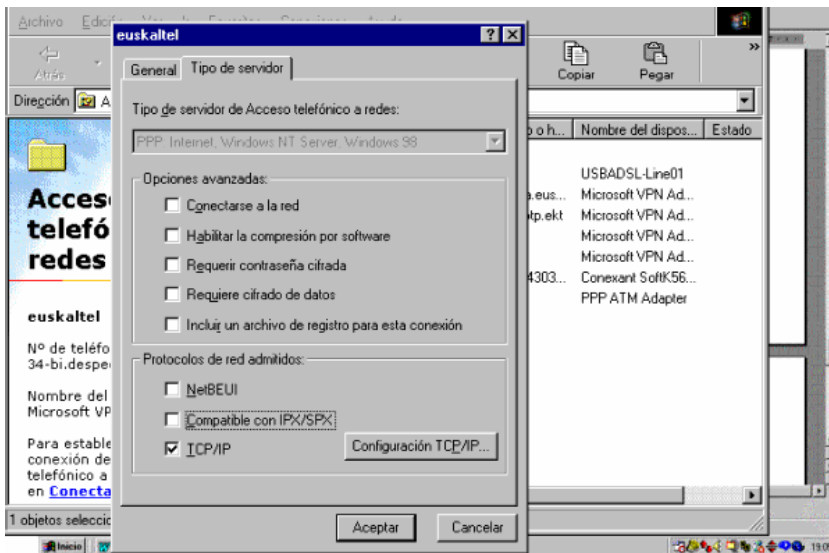 Archivo
euskaltel
Atrás
Copiar Pegar
Dirección
General Tipo de servidor
Tipo de servidor de Acceso telefónico a redes:
PPP: Internet, Windows NT Server, Windows 98
Opciones avanzadas:
Conectarse a la red
Habilitar la compresión por software
Requerir contraseña cifrada
Requiere cifrado de datos
Incluir un archivo de registro para esta conexión
Protocolos de red admitidos:
NetBEUI
Compatible con IPX/SPX
TCP/IP
Configuración TCP/IP...
Aceptar Cancelar
Acces
telefó
redes
euskaltel
Nº de teléfo
34-bi.despe
Nombre del
Microsoft VP
Para estable
conexión de
telefónico a
en Conecta
o h... Nombre del dispos... Estado
USBADSL-Line01
a.eus... Microsoft VPN Ad...
tp.ekt Microsoft VPN Ad...
Microsoft VPN Ad...
Microsoft VPN Ad...
4303... Conexant SoftK56...
PPP ATM Adapter
1 objetos selecci
Inicio